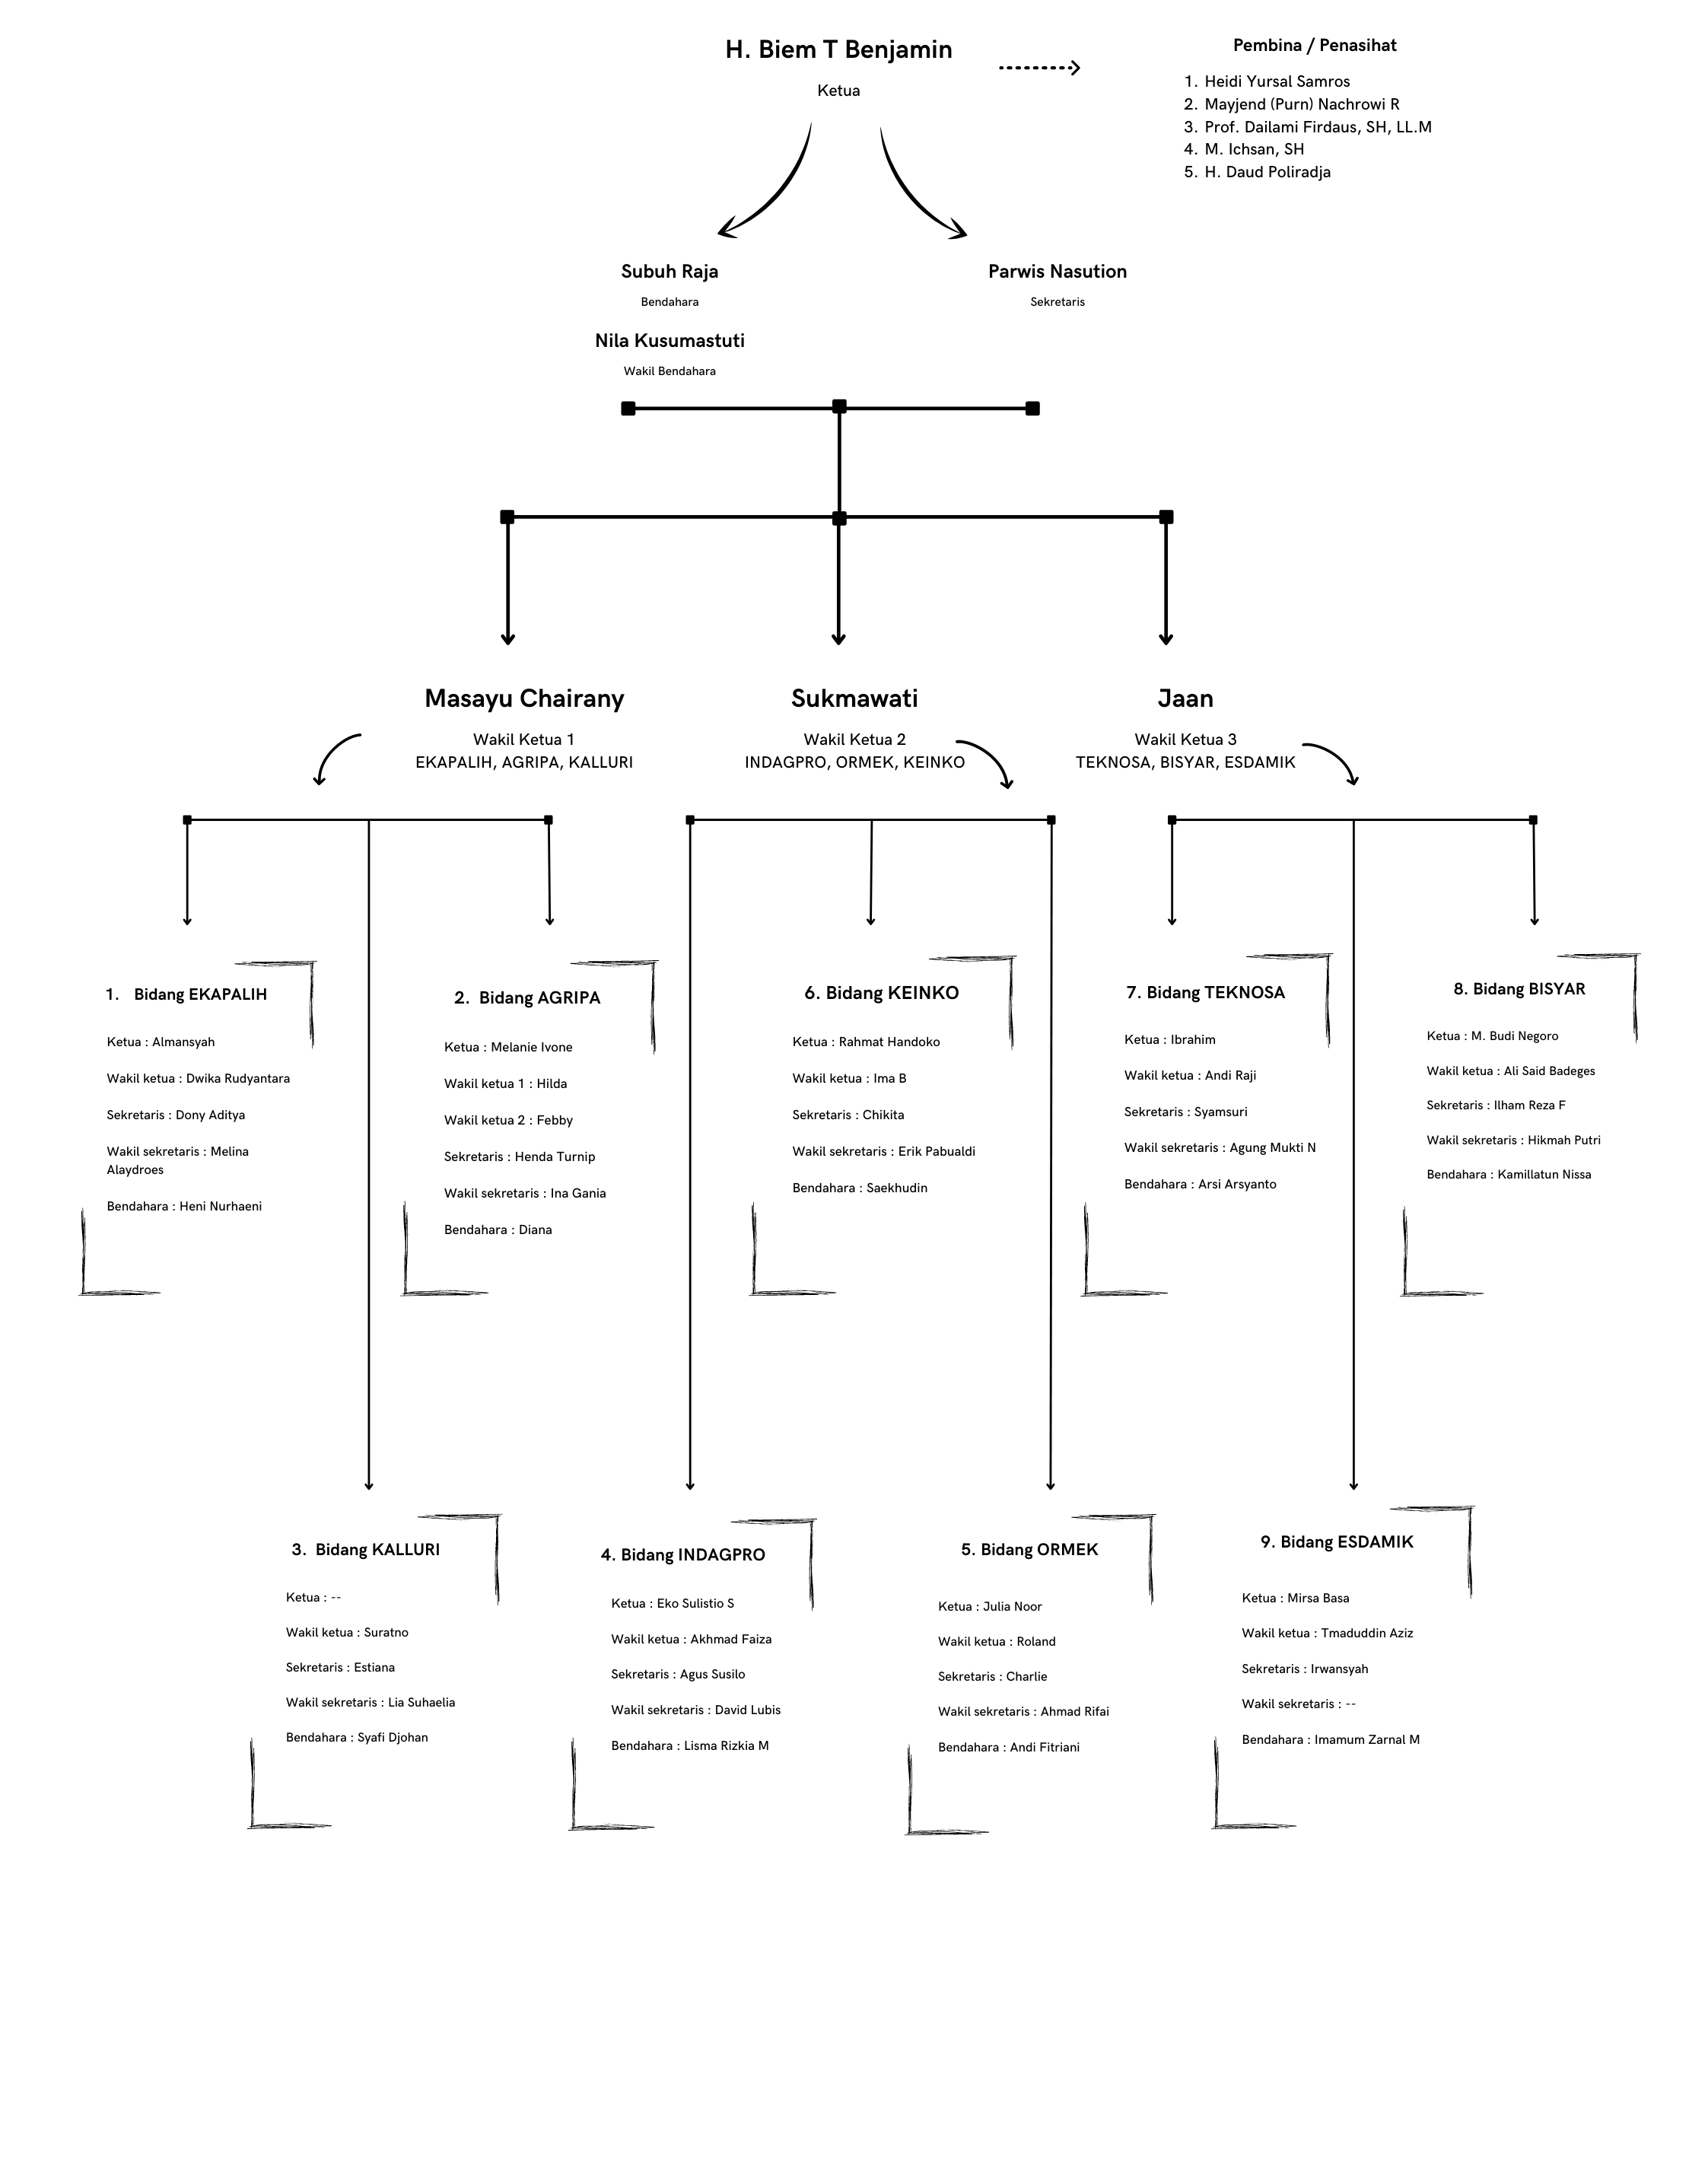 H. Biem T Benjamin
Ketua
Pembina / Penasihat
1. Heidi Yursal Samros
2. Mayjend (Purn) Nachrowi R
3. Prof. Dailami Firdaus, SH, LL.M
4. M. Ichsan, SH
5. H. Daud Poliradja
Subuh Raja
Bendahara
Nila Kusumastuti
Wakil Bendahara
Parwis Nasution
Sekretaris
Masayu Chairany
Wakil Ketua 1
EKAPALIH, AGRIPA, KALLURI
Sukmawati
Wakil Ketua 2
INDAGPRO, ORMEK, KEINKO
Jaan
Wakil Ketua 3
TEKNOSA, BISYAR, ESDAMIK
1. Bidang EKAPALIH
Ketua : Almansyah
Wakil ketua : Dwika Rudyantara
Sekretaris : Dony Aditya
Wakil sekretaris : Melina
Alaydroes
Bendahara : Heni Nurhaeni
2. Bidang AGRIPA
Ketua : Melanie Ivone
Wakil ketua 1 : Hilda
Wakil ketua 2 : Febby
Sekretaris : Henda Turnip
Wakil sekretaris : Ina Gania
Bendahara : Diana
6. Bidang KEINKO
Ketua : Rahmat Handoko
Wakil ketua : Ima B
Sekretaris : Chikita
Wakil sekretaris : Erik Pabualdi
Bendahara : Saekhudin
7. Bidang TEKNOSA
Ketua : Ibrahim
Wakil ketua : Andi Raji
Sekretaris : Syamsuri
Wakil sekretaris : Agung Mukti N
Bendahara : Arsi Arsyanto
8. Bidang BISYAR
Ketua : M. Budi Negoro
Wakil ketua : Ali Said Badeges
Sekretaris : Ilham Reza F
Wakil sekretaris : Hikmah Putri
Bendahara : Kamillatun Nissa
3. Bidang KALLURI
Ketua : --
Wakil ketua : Suratno
Sekretaris : Estiana
Wakil sekretaris : Lia Suhaelia
Bendahara : Syafi Djohan
4. Bidang INDAGPRO
Ketua : Eko Sulistio S
Wakil ketua : Akhmad Faiza
Sekretaris : Agus Susilo
Wakil sekretaris : David Lubis
Bendahara : Lisma Rizkia M
5. Bidang ORMEK
Ketua : Julia Noor
Wakil ketua : Roland
Sekretaris : Charlie
Wakil sekretaris : Ahmad Rifai
Bendahara : Andi Fitriani
9. Bidang ESDAMIK
Ketua : Mirsa Basa
Wakil ketua : Tmaduddin Aziz
Sekretaris : Irwansyah
Wakil sekretaris : --
Bendahara : Imamum Zarnal M